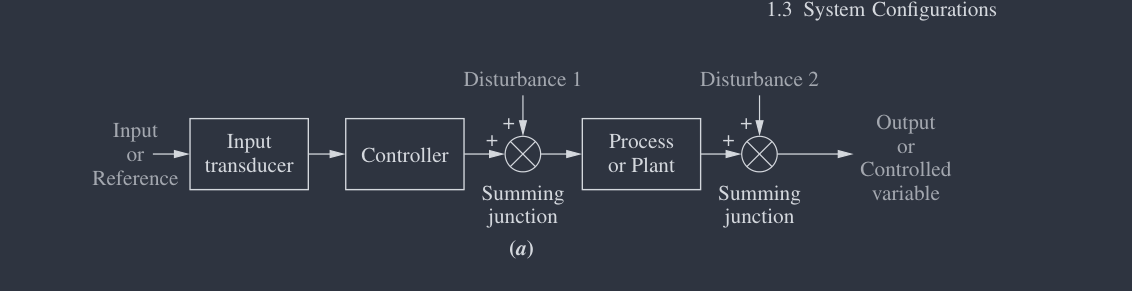 1.3 System Configurations
Disturbance 1
Disturbance 2
Input
or
Reference
Input
transducer
Controller
+
+
Summing
junction
Process
or Plant
+
+
Summing
junction
Output
or
Controlled
variable
(a)